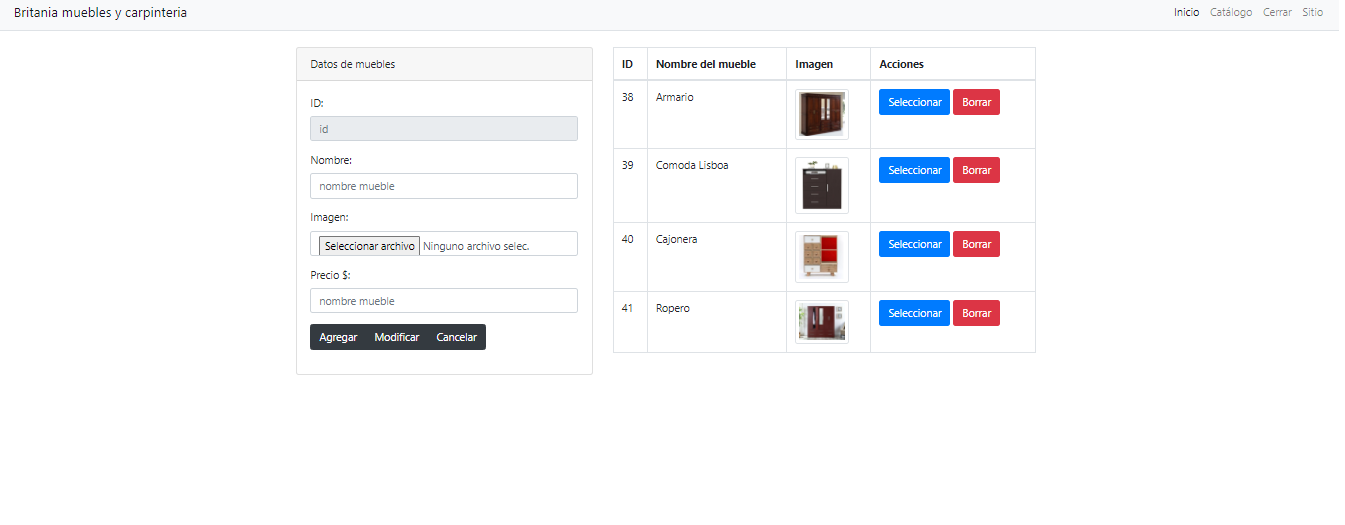 Britania muebles y carpinteria
Inicio Catálogo Cerrar Sitio
Datos de muebles
ID:
id
Nombre:
nombre mueble
Imagen:
Seleccionar archivo Ninguno archivo selec.
Precio $:
nombre mueble
Agregar Modificar Cancelar
ID Nombre del mueble Imagen Acciones
38 Armario Seleccionar Borrar
39 Comoda Lisboa Seleccionar Borrar
40 Cajonera Seleccionar Borrar
41 Ropero Seleccionar Borrar